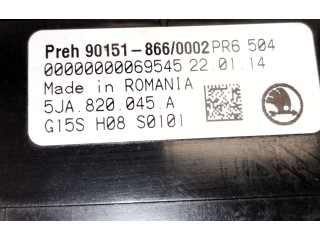 Preh 90151-866/0002 PR6 504
00000000069545 22.01.14
Made in ROMANIA
5JA.820.045.A
G15S H08 S0101